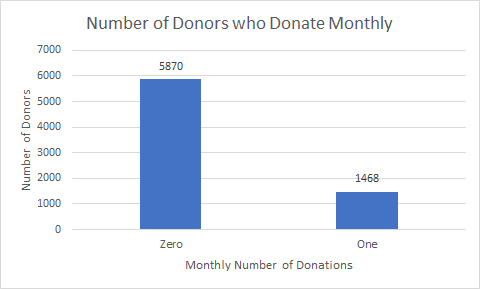 Number of Donors who Donate Monthly
7000
6000
5000
4000
3000
2000
1000
0
Number of Donors
5870
1468
Zero
One
Monthly Number of Donations